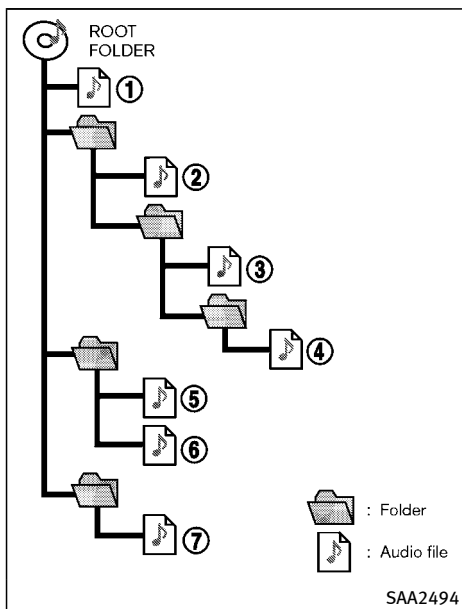 ROOT
FOLDER
①
②
③
④
⑤
⑥
⑦
: Folder
: Audio file
SAA2494